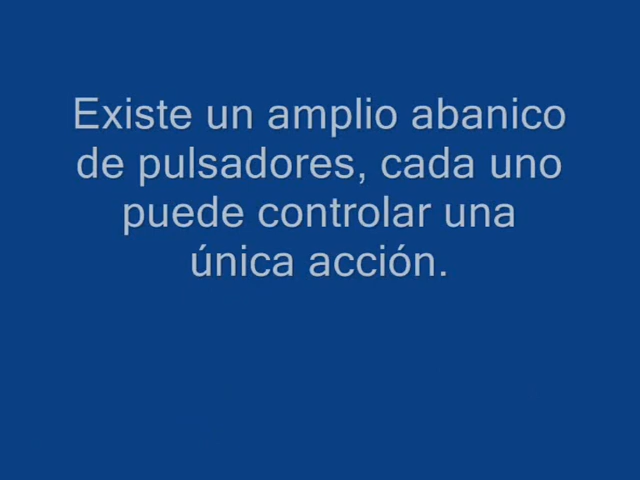 Existe un amplio abanico
de pulsadores, cada uno
puede controlar una
única acción.